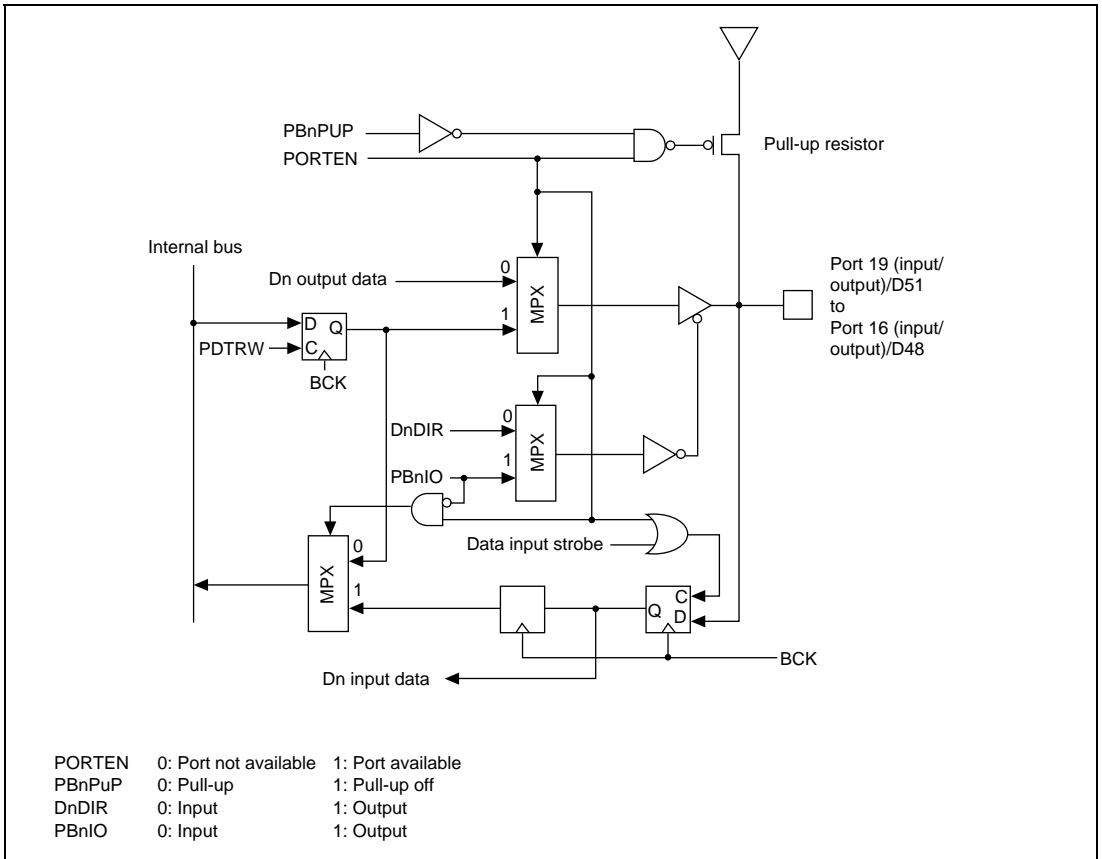 PBnPUP
PORTEN
Pull-up resistor
Internal bus
Dn output data
0
1
MPX
Port 19 (input/
output)/D51
to
Port 16 (input/
output)/D48
D Q
C
PDTRW
BCK
DnDIR
0
PBnIO
1
MPX
Data input strobe
MPX
0
1
Q
C
D
BCK
Dn input data
PORTEN 0: Port not available 1: Port available
PBnPuP 0: Pull-up 1: Pull-up off
DnDIR 0: Input 1: Output
PBnIO 0: Input 1: Output